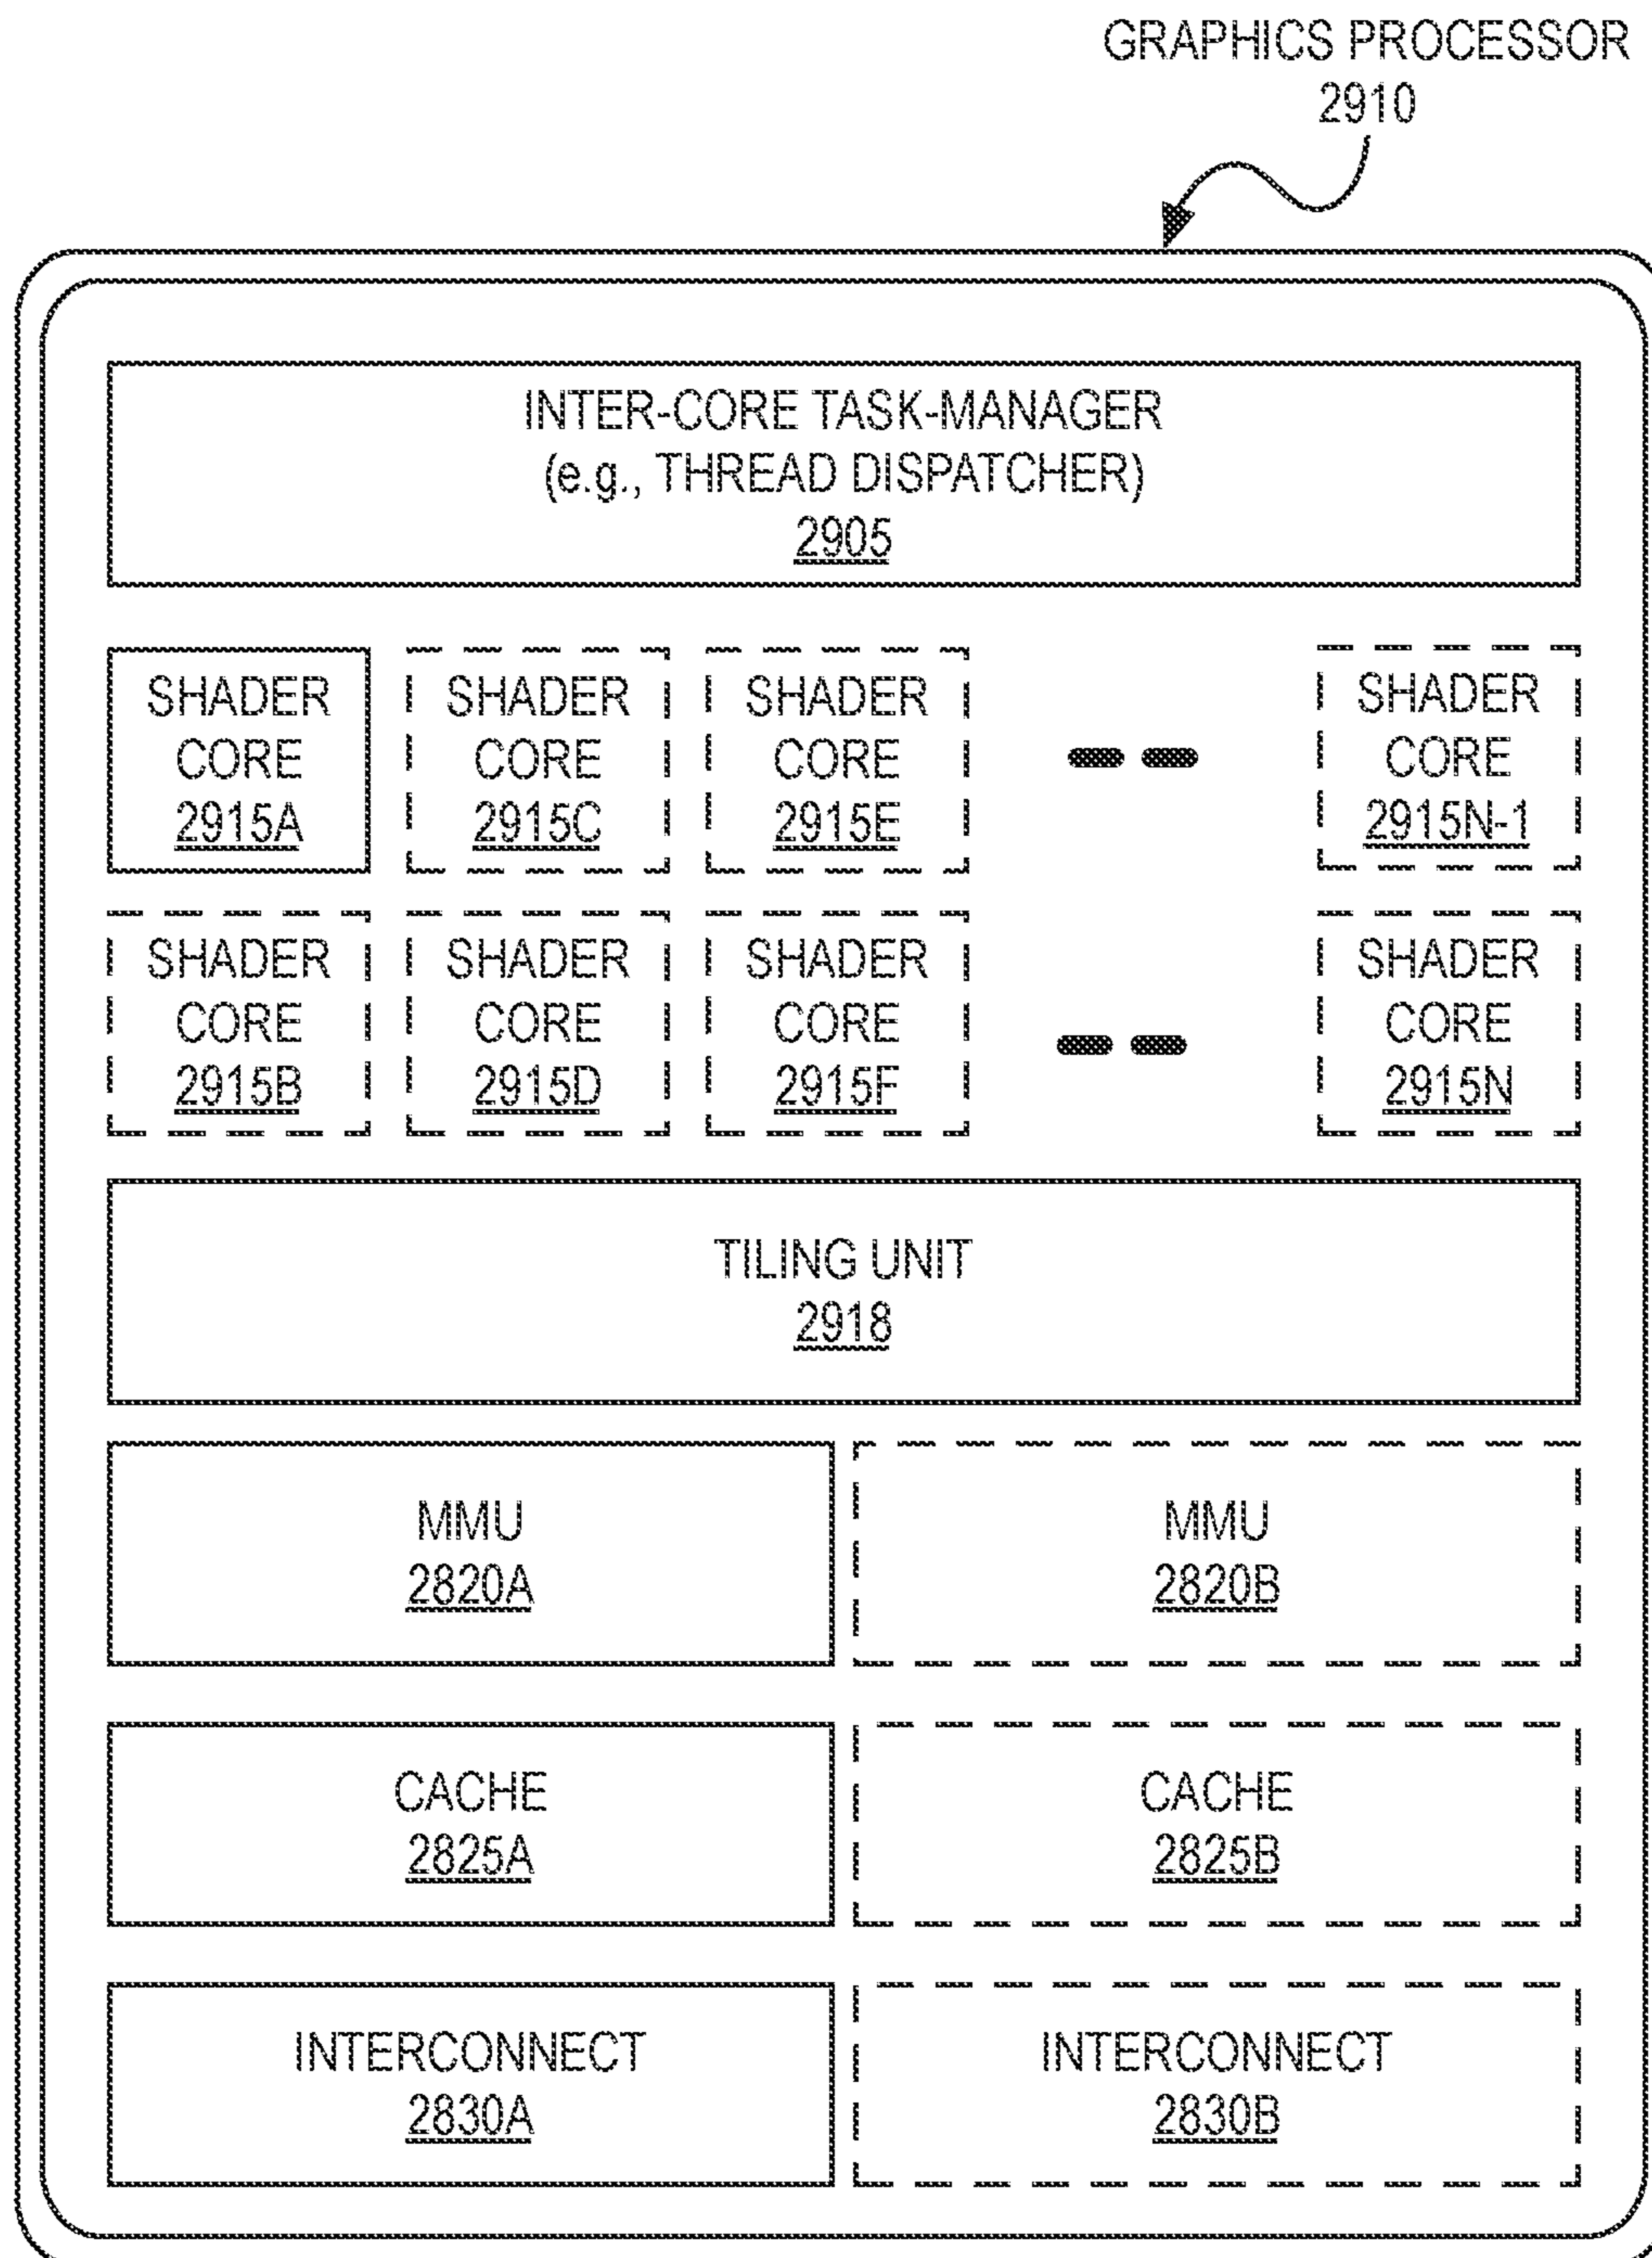 GRAPHICS PROCESSOR
2910
INTER-CORE TASK-MANAGER
(e.g., THREAD DISPATCHER)
2905
SHADER
CORE
2915A
SHADER
CORE
2915C
SHADER
CORE
2915E
SHADER
CORE
2915N-1
SHADER
CORE
2915B
SHADER
CORE
2915D
SHADER
CORE
2915F
SHADER
CORE
2915N
TILING UNIT
2918
MMU
2820A
MMU
2820B
CACHE
2825A
CACHE
2825B
INTERCONNECT
2830A
INTERCONNECT
2830B